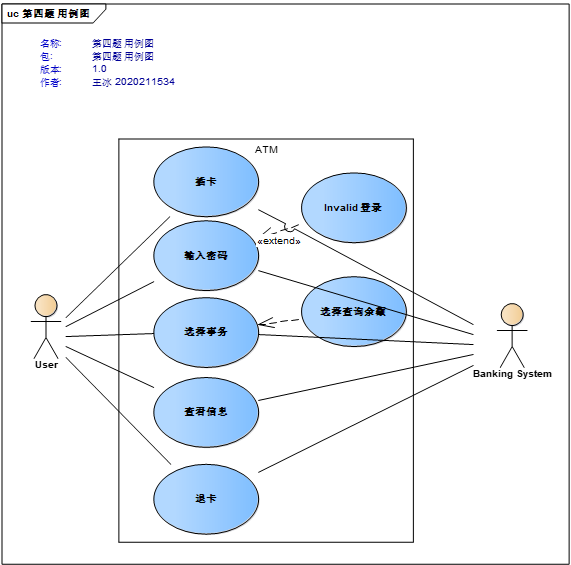 uc 第四题 用例图
名称: 第四题 用例图
包: 第四题 用例图
版本: 1.0
作者: 王冰 2020211534
ATM
插卡
Invalid 登录
«extend»
输入密码
选择查询余额
选择事务
User
Banking System
查看信息
退卡